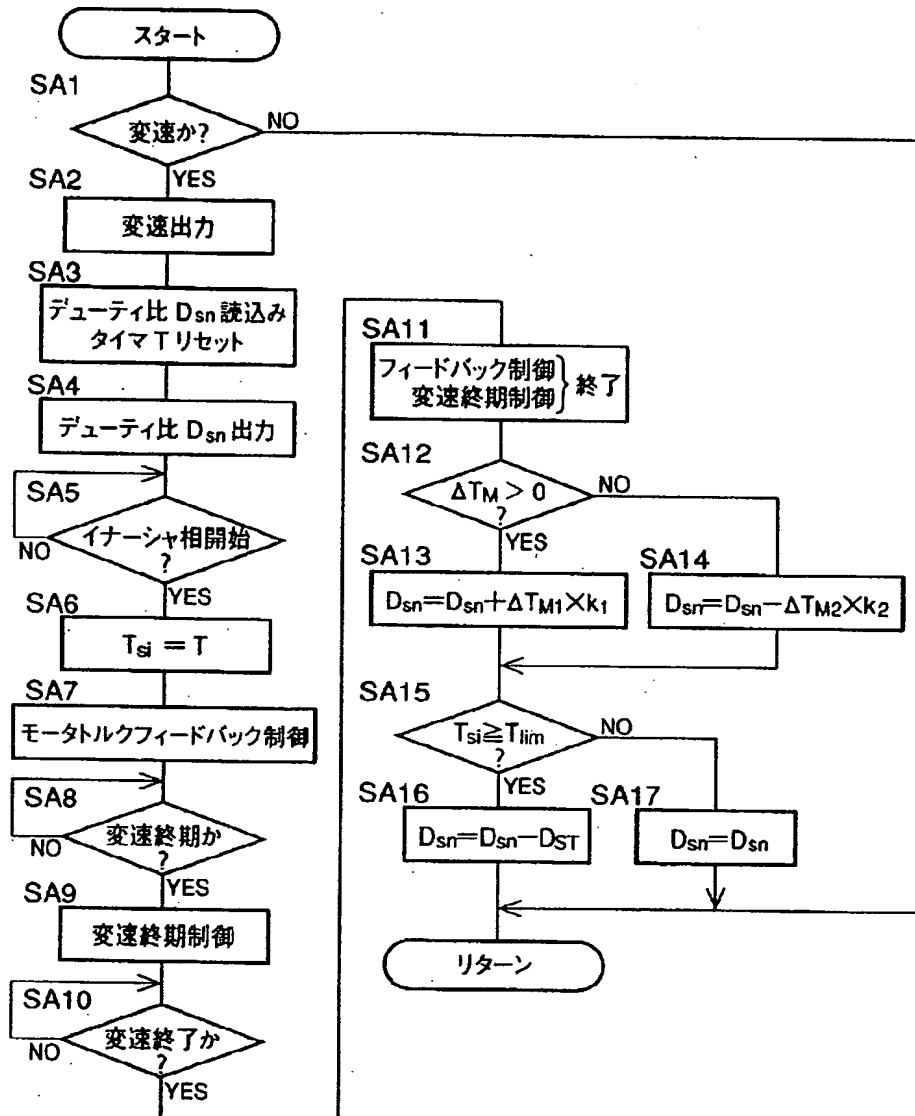 スタート
SA1
変速か?
NO
YES
SA2
変速出力
SA3
デューティ比 Dsn 読込み
タイマ T リセット
SA4
デューティ比 Dsn 出力
SA5
イナーシャ相開始
?
NO
YES
SA6
Tsi = T
SA7
モータトルクフィードバック制御
SA8
変速終期か
?
NO
YES
SA9
変速終期制御
SA10
変速終了か
?
NO
YES
SA11
フィードバック制御
変速終期制御
}終了
SA12
ΔTM > 0
?
NO
YES
SA13
Dsn=Dsn+ΔTM1×k1
SA14
Dsn=Dsn−ΔTM2×k2
SA15
Tsi≧Tlim
?
NO
YES
SA16
Dsn=Dsn−DST
SA17
Dsn=Dsn
リターン